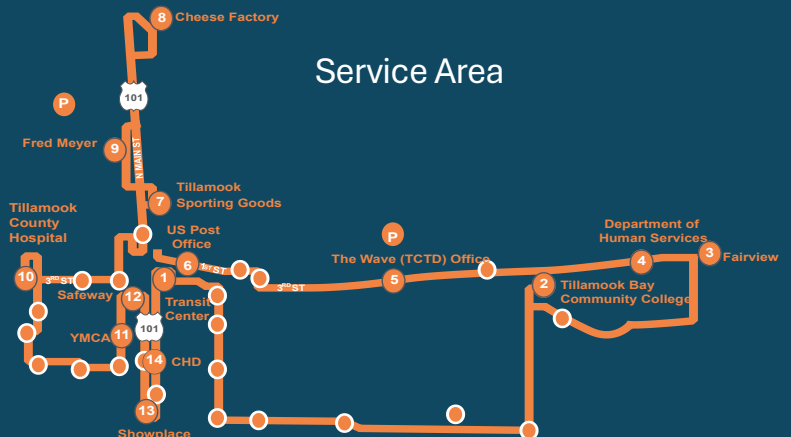 8 Cheese Factory
Service Area
101
P
Fred Meyer 9
N MAIN ST
Tillamook
Sporting Goods
7
Tillamook
County
Hospital
US Post
Office
P
Department of
Human Services
1ST ST
6
The Wave (TCTD) Office
4
3 Fairview
10
3RD ST
1
3RD ST
5
2
Tillamook Bay
Community College
Safeway 12
Transit
Center
YMCA 11
101
14 CHD
13
Showplace